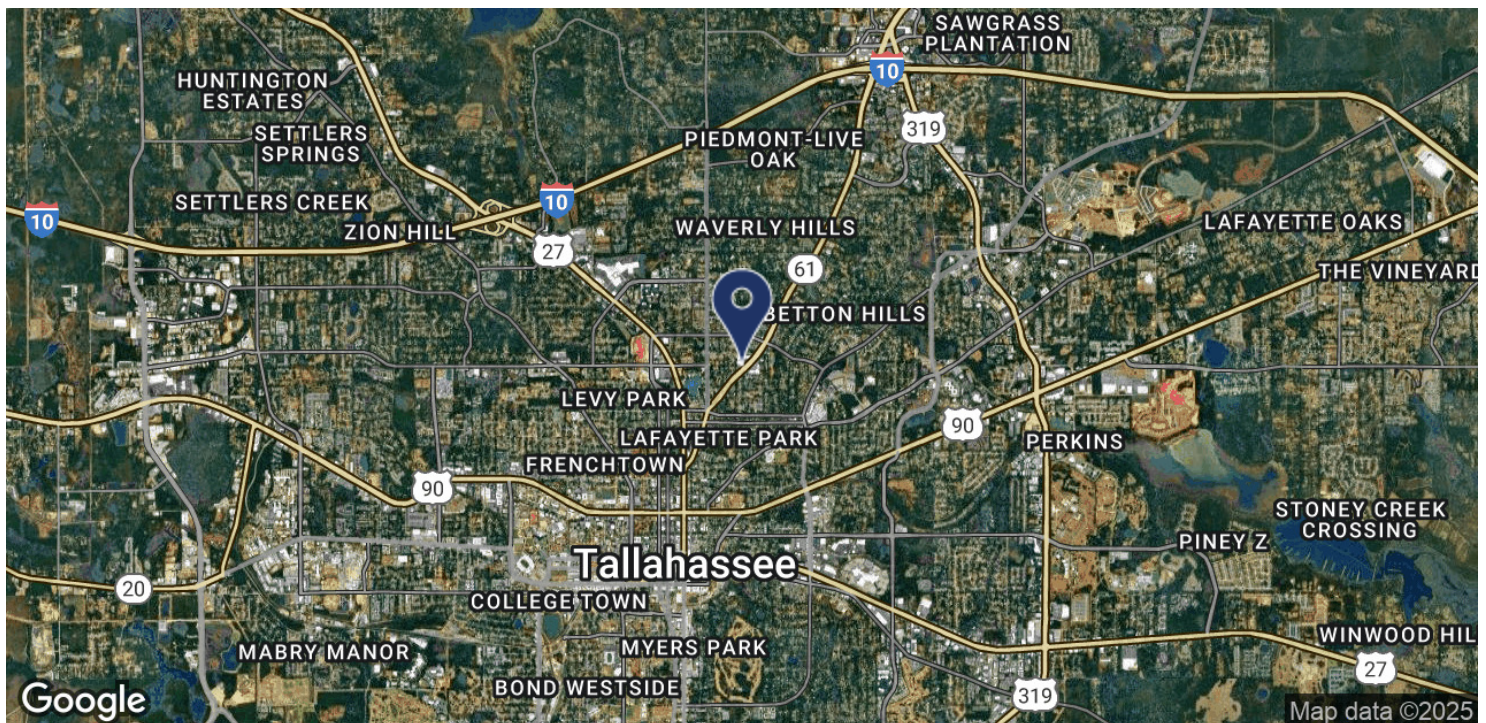 SAWGRASS
PLANTATION
10
HUNTINGTON
ESTATES
319
SETTLERS
SPRINGS
PIEDMONT-LIVE
OAK
SETTLERS CREEK
10
10
ZION HILL
WAVERLY HILLS
LAFAYETTE OAKS
27
61
THE VINEYARD
BETTON HILLS
LEVY PARK
LAFAYETTE PARK
90
PERKINS
FRENCHTOWN
90
STONEY CREEK
CROSSING
PINEY Z
Tallahassee
20
COLLEGE TOWN
MABRY MANOR
MYERS PARK
WINWOOD HIL
27
BOND WESTSIDE
319
Google
Map data ©2025